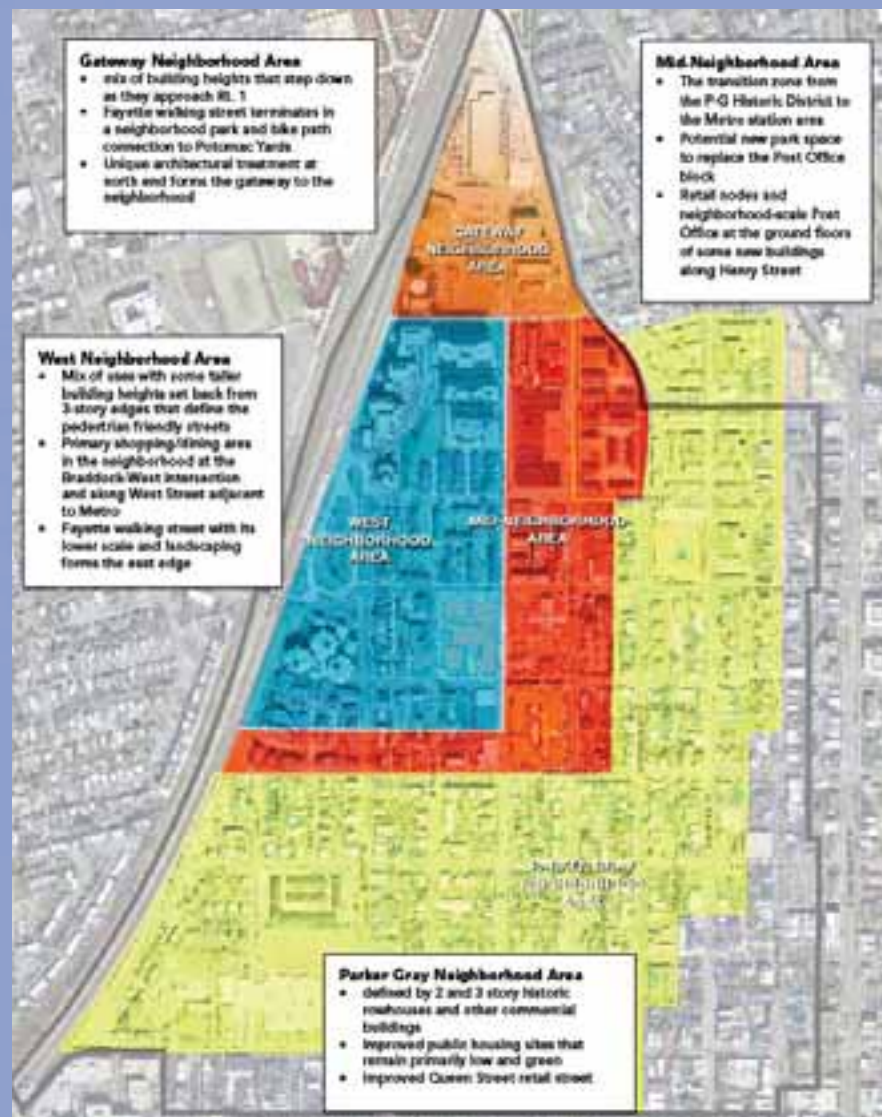 Gateway Neighborhood Area
• mix of building heights that step down
as they approach Rt. 1
• Fayette walking street terminates in
a neighborhood park and bike path
connection to Potomac Yards
• Unique architectural treatment at
north end forms the gateway to the
neighborhood
Mid-Neighborhood Area
• The transition zone from
the P-G Historic District to
the Metro station area
• Potential new park space
to replace the Post Office
block
• Retail nodes and
neighborhood-scale Post
Office at the ground floors
of some new buildings
along Henry Street
GATEWAY
NEIGHBORHOOD
AREA
West Neighborhood Area
• Mix of uses with some taller
building heights set back from
3-story edges that define the
pedestrian friendly streets
• Primary shopping/dining area
in the neighborhood at the
Braddock-West intersection
and along West Street adjacent
to Metro
• Fayette walking street with its
lower scale and landscaping
forms the east edge
WEST
NEIGHBORHOOD
AREA
MID-NEIGHBORHOOD
AREA
NEIGHBORHOOD
AREA
Parker Gray Neighborhood Area
• defined by 2 and 3 story historic
rowhouses and other commercial
buildings
• Improved public housing sites that
remain primarily low and green
• Improved Queen Street retail street